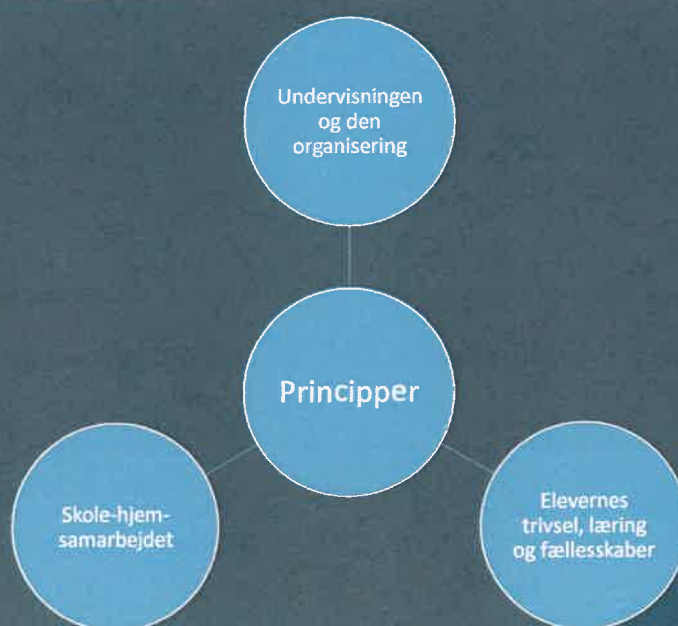 Undervisningen
og den
organisering
Principper
Skole-hjem-
samarbejdet
Elevernes
trivsel, læring
og fællesskaber